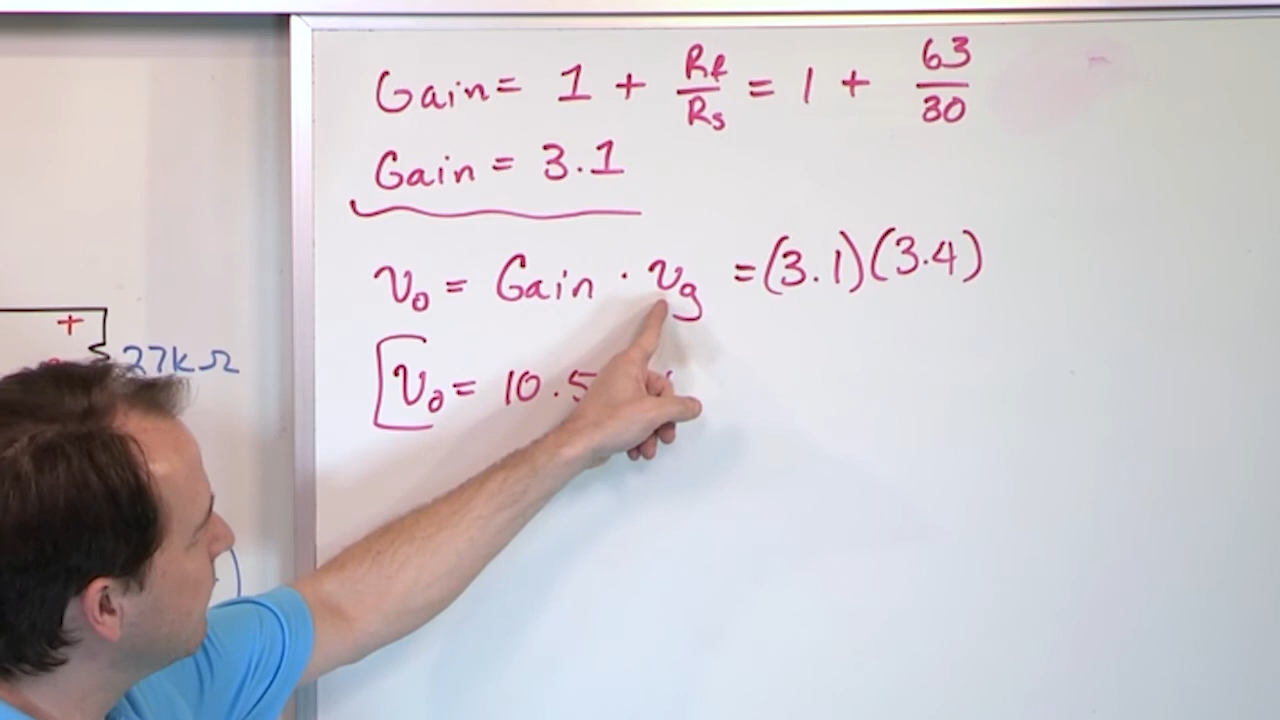 Gain = 1 + Rf/Rs = 1 + 63/30
Gain = 3.1
v₀ = Gain · vg = (3.1)(3.4)
v₀ = 10.5
+
27kΩ